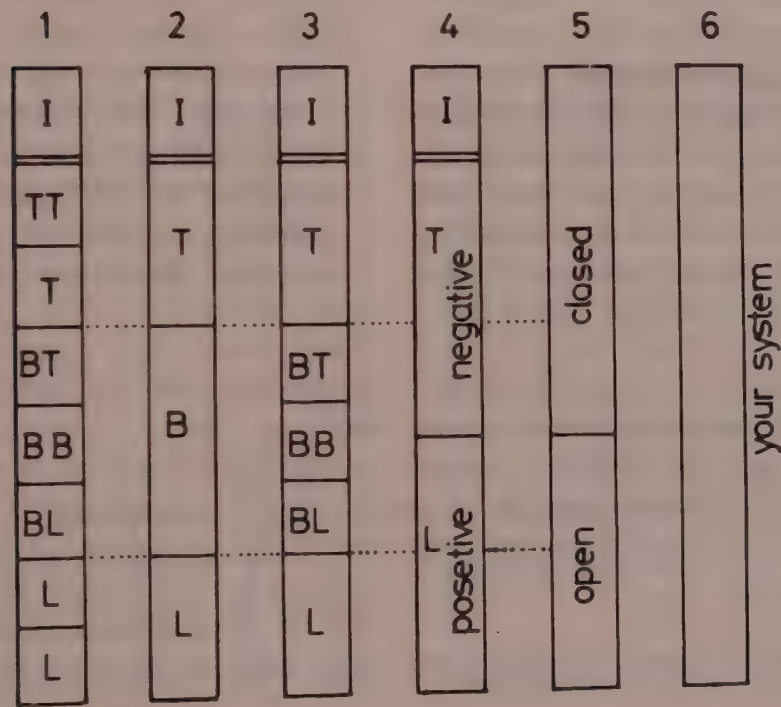 1 2 3 4 5 6
I I I I
TT T T T negative closed your system
T
BT B BT
BB BB
BL BL L posetive open
L L L
L